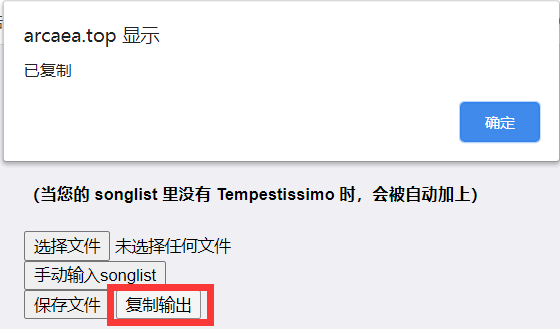 arcaea.top 显示
已复制
确定
（当您的 songlist 里没有 Tempestissimo 时，会被自动加上）
选择文件 未选择任何文件
手动输入songlist
保存文件 复制输出